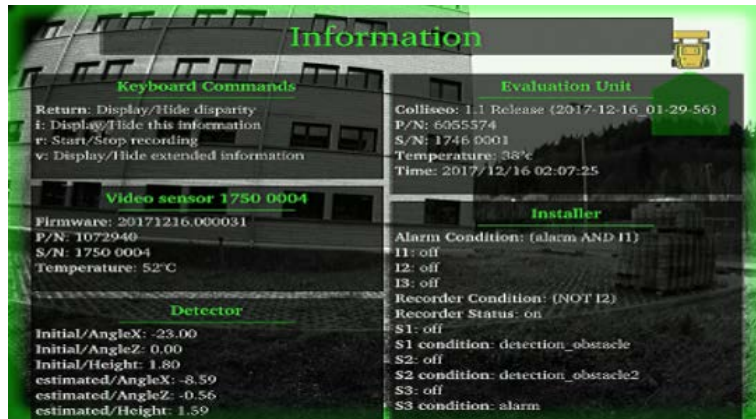 Information
Keyboard Commands
Return: Display/Hide disparity
i: Display/Hide this information
r: Start/Stop recording
v: Display/Hide extended information
Video sensor 1750 0004
Firmware: 20171216.000031
P/N: 1072940
S/N: 1750 0004
Temperature: 52°C
Detector
Initial/AngleX: -23.00
Initial/AngleZ: 0.00
Initial/Height: 1.80
estimated/AngleX: -8.59
estimated/AngleZ: -0.56
estimated/Height: 1.59
Evaluation Unit
Colliseo: 1.1 Release (2017-12-16_01-29-56)
P/N: 6055574
S/N: 1746 0001
Temperature: 38°c
Time: 2017/12/16 02:07:25
Installer
Alarm Condition: (alarm AND I1)
I1: off
I2: off
I3: off
Recorder Condition: (NOT I2)
Recorder Status: on
S1: off
S1 condition: detection_obstacle
S2: off
S2 condition: detection_obstacle2
S3: off
S3 condition: alarm